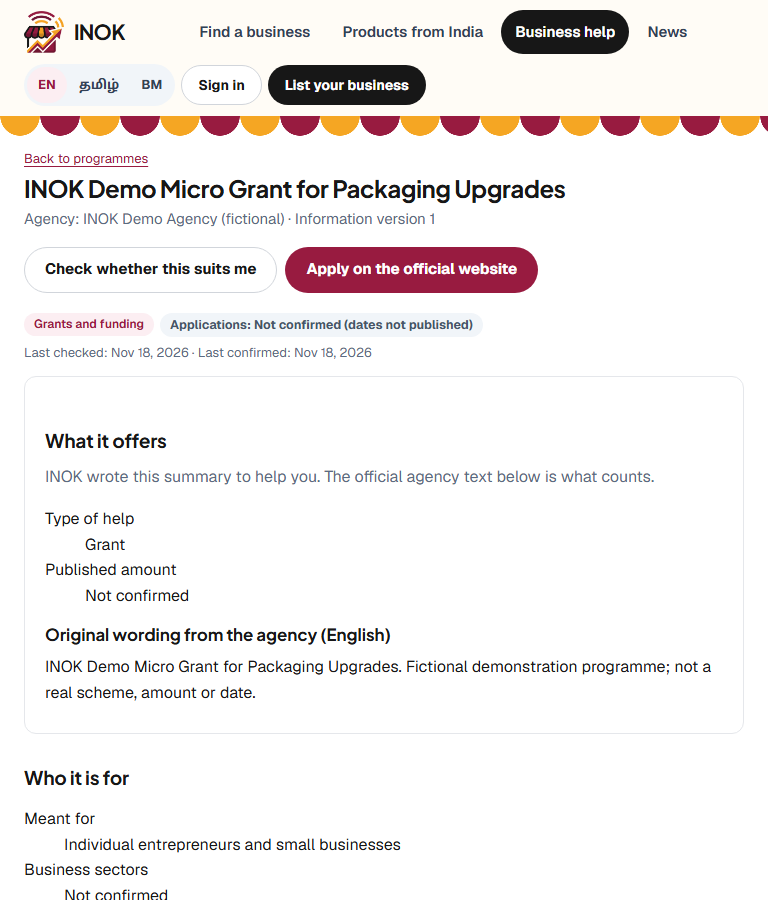 INOK
Find a business
Products from India
Business help
News
EN
தமிழ்
BM
Sign in
List your business
Back to programmes
INOK Demo Micro Grant for Packaging Upgrades
Agency: INOK Demo Agency (fictional) · Information version 1
Check whether this suits me
Apply on the official website
Grants and funding
Applications: Not confirmed (dates not published)
Last checked: Nov 18, 2026 · Last confirmed: Nov 18, 2026
What it offers
INOK wrote this summary to help you. The official agency text below is what counts.
Type of help
Grant
Published amount
Not confirmed
Original wording from the agency (English)
INOK Demo Micro Grant for Packaging Upgrades. Fictional demonstration programme; not a
real scheme, amount or date.
Who it is for
Meant for
Individual entrepreneurs and small businesses
Business sectors
Not confirmed